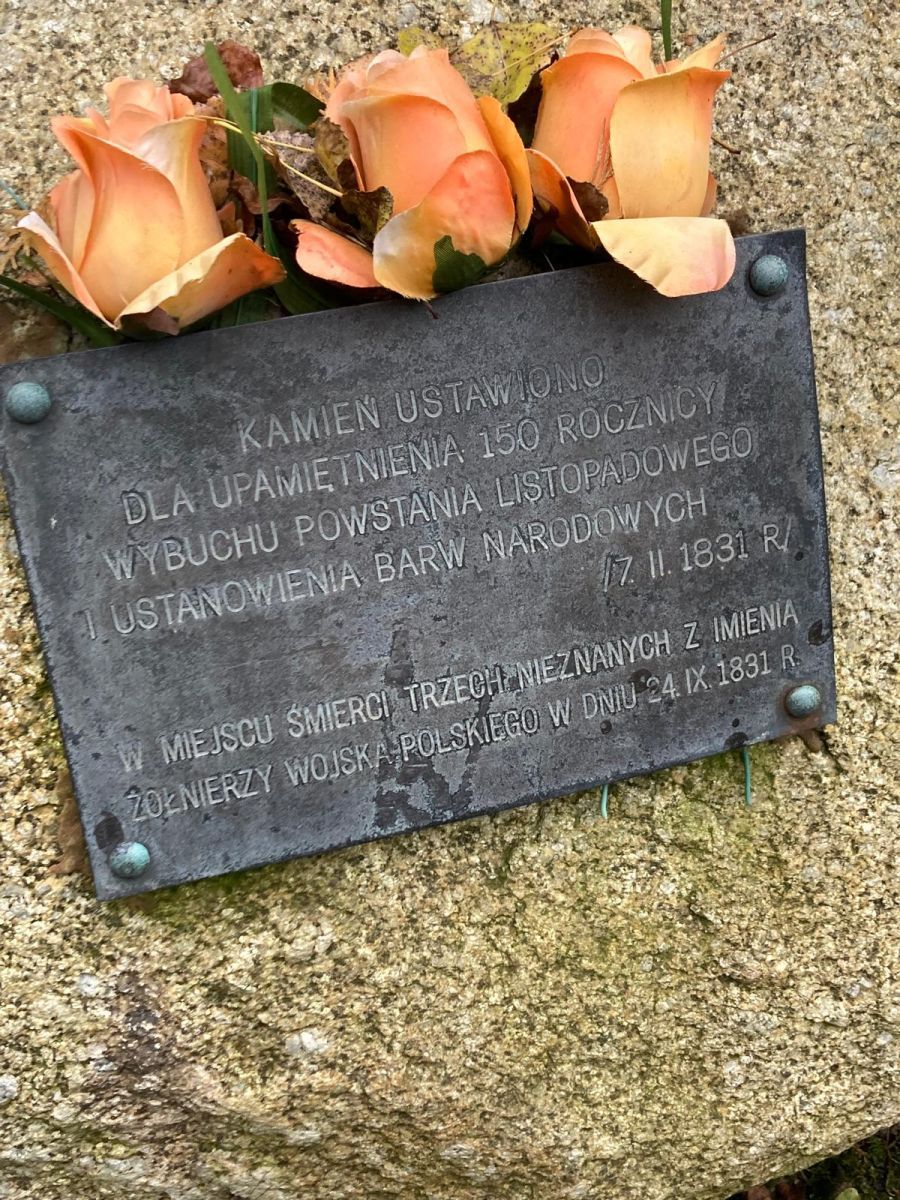 KAMIEŃ USTAWIONO
DLA UPAMIĘTNIENIA 150 ROCZNICY
WYBUCHU POWSTANIA LISTOPADOWEGO
I USTANOWIENIA BARW NARODOWYCH
/7. II. 1831 R/
W MIEJSCU ŚMIERCI TRZECH NIEZNANYCH Z IMIENIA
ŻOŁNIERZY WOJSKA POLSKIEGO W DNIU 24.IX.1831 R.